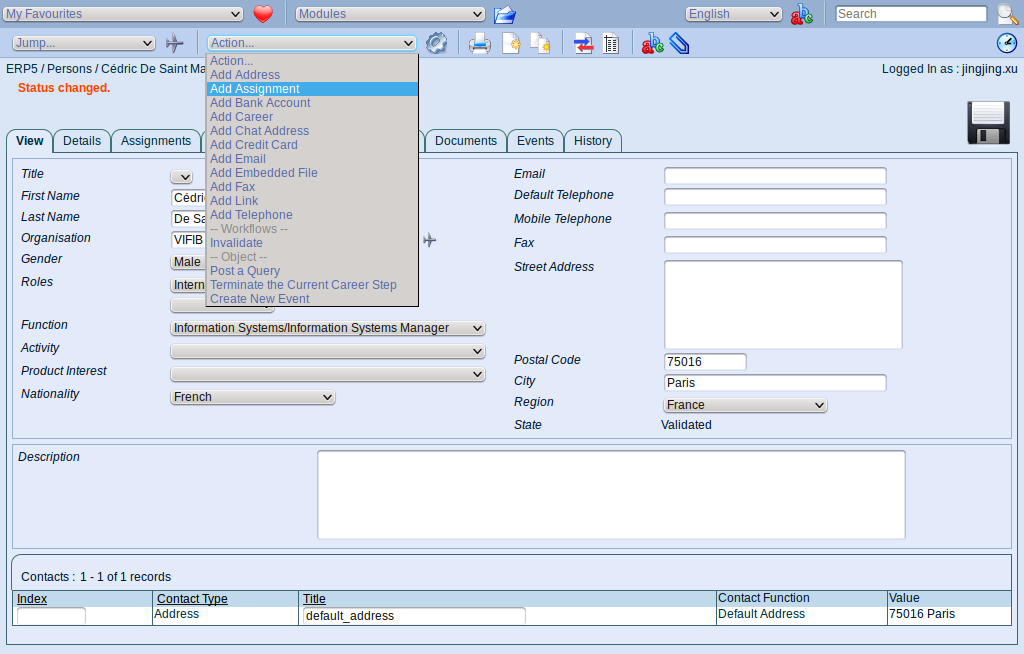 My Favourites Modules English Search
Jump... Action...
ERP5 / Persons / Cédric De Saint Ma Logged In as : jingjing.xu
Status changed.
Action...
Add Address
Add Assignment
Add Bank Account
Add Career
Add Chat Address
Add Credit Card
Add Email
Add Embedded File
Add Fax
Add Link
Add Telephone
-- Workflows --
Invalidate
-- Object --
Post a Query
Terminate the Current Career Step
Create New Event
View Details Assignments Documents Events History
Title
First Name Cédri
Last Name De Sa
Organisation VIFIB
Gender Male
Roles Intern
Function Information Systems/Information Systems Manager
Activity
Product Interest
Nationality French
Email
Default Telephone
Mobile Telephone
Fax
Street Address
Postal Code 75016
City Paris
Region France
State Validated
Description
Contacts : 1 - 1 of 1 records
Index Contact Type Title Contact Function Value
Address default_address Default Address 75016 Paris